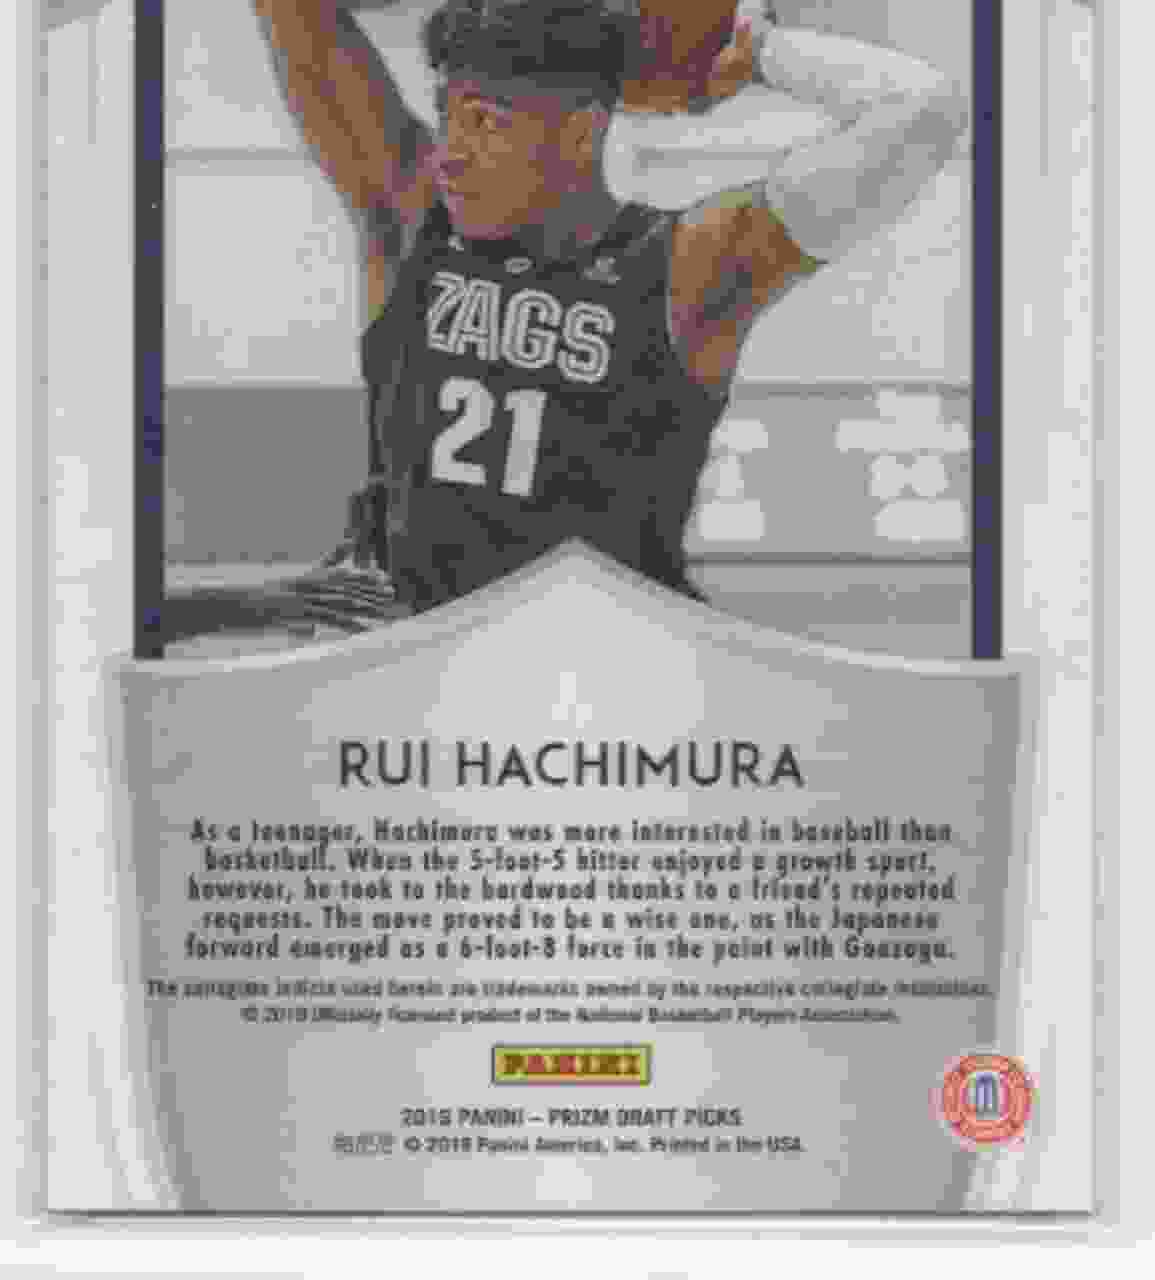 ZAGS
21
RUI HACHIMURA
As a teenager, Hachimura was more interested in baseball than
basketball. When the 5-foot-5 hitter enjoyed a growth spurt,
however, he took to the hardwood thanks to a friend's repeated
requests. The move proved to be a wise one, as the Japanese
forward emerged as a 6-foot-8 force in the paint with Gonzaga.
The collegiate indicia used herein are trademarks owned by the respective collegiate institutions.
© 2019 Officially licensed product of the National Basketball Players Association.
PANINI
2019 PANINI – PRIZM DRAFT PICKS
© 2019 Panini America, Inc. Printed in the USA.